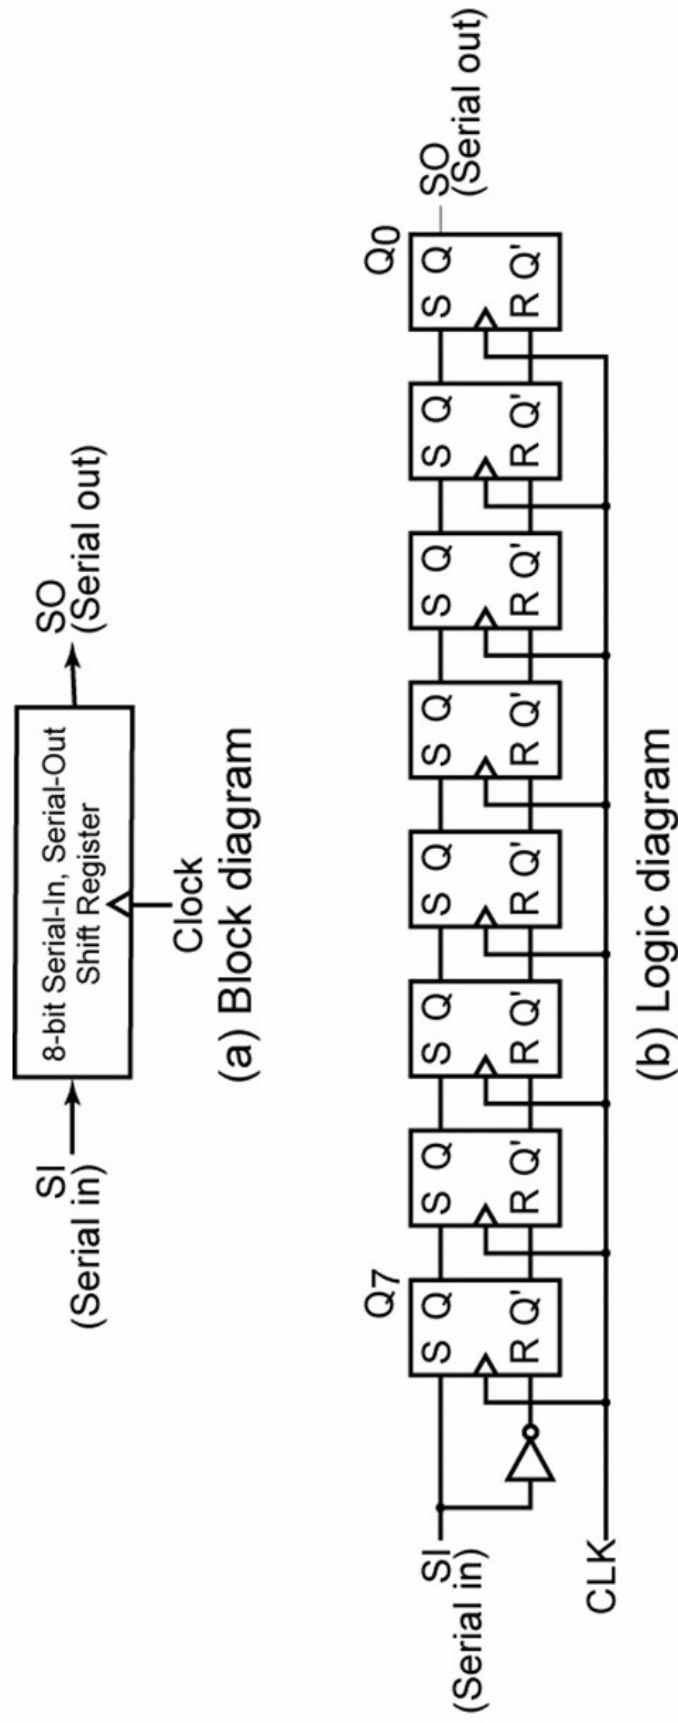 SI
(Serial in)
8-bit Serial-In, Serial-Out
Shift Register
SO
(Serial out)
Clock
(a) Block diagram
Q7
Q0
SI
(Serial in)
S Q
R Q'
S Q
R Q'
S Q
R Q'
S Q
R Q'
S Q
R Q'
S Q
R Q'
S Q
R Q'
S Q
R Q'
SO
(Serial out)
CLK
(b) Logic diagram